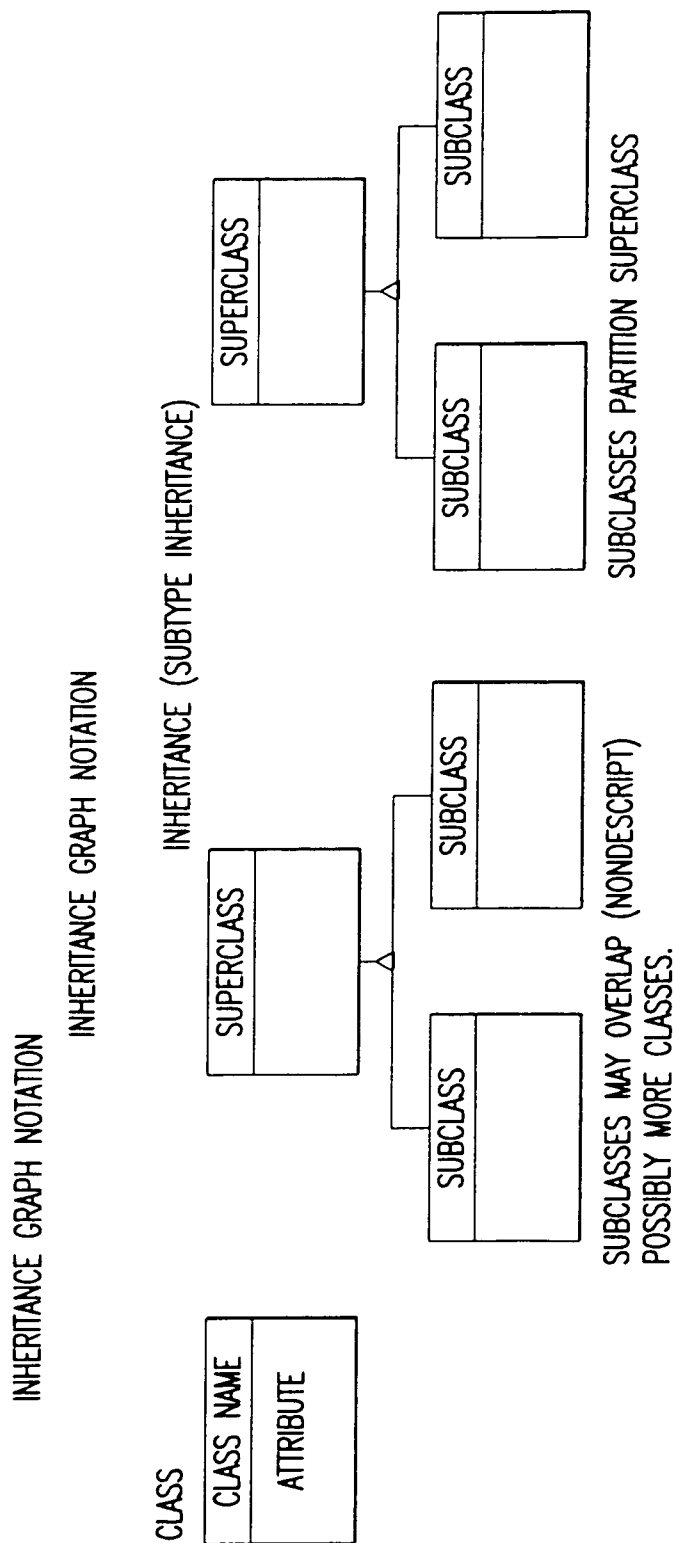 INHERITANCE GRAPH NOTATION
INHERITANCE GRAPH NOTATION
CLASS
CLASS NAME
ATTRIBUTE
INHERITANCE (SUBTYPE INHERITANCE)
SUPERCLASS
SUBCLASS
SUBCLASS
SUBCLASSES MAY OVERLAP (NONDESCRIPT)
POSSIBLY MORE CLASSES.
SUPERCLASS
SUBCLASS
SUBCLASS
SUBCLASSES PARTITION SUPERCLASS